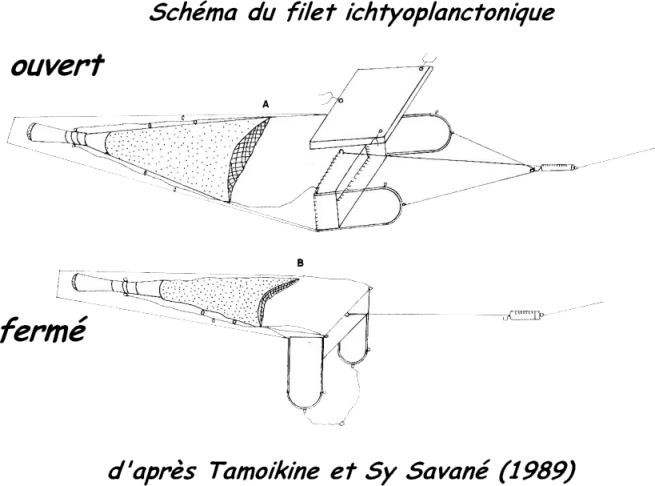 Schéma du filet ichtyoplanctonique
ouvert
A
B
fermé
d'après Tamoikine et Sy Savané (1989)